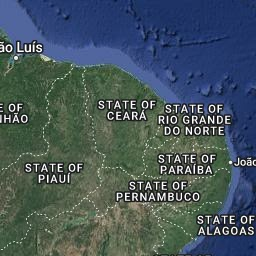 ão Luís
STATE OF
CEARÁ
STATE OF
RIO GRANDE
DO NORTE
E OF
NHÃO
STATE OF
PIAUÍ
STATE OF
PARAÍBA
João
STATE OF
PERNAMBUCO
STATE OF
ALAGOAS